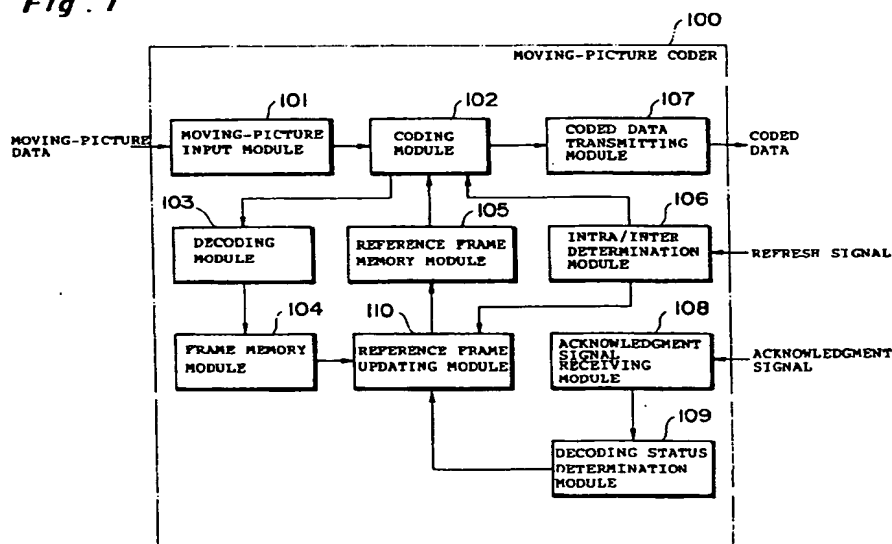 Fig. 1
100
MOVING-PICTURE CODER
101
102
107
MOVING-PICTURE
DATA
MOVING-PICTURE
INPUT MODULE
CODING
MODULE
CODED DATA
TRANSMITTING
MODULE
CODED
DATA
103
105
106
DECODING
MODULE
REFERENCE FRAME
MEMORY MODULE
INTRA/INTER
DETERMINATION
MODULE
REFRESH SIGNAL
104
110
108
FRAME MEMORY
MODULE
REFERENCE FRAME
UPDATING MODULE
ACKNOWLEDGMENT
SIGNAL
RECEIVING
MODULE
ACKNOWLEDGMENT
SIGNAL
109
DECODING STATUS
DETERMINATION
MODULE